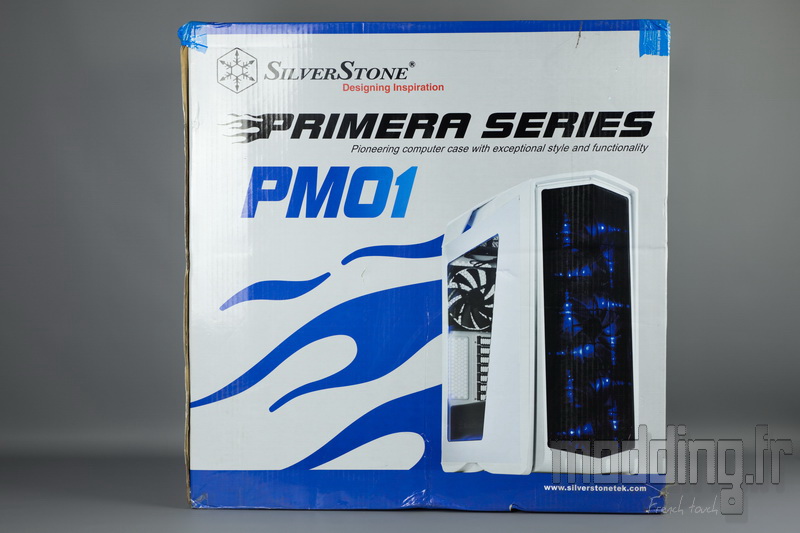 SILVERSTONE®
Designing Inspiration
PRIMERA SERIES
Pioneering computer case with exceptional style and functionality
PM01
modding.fr
www.silverstonetek.com
French touch